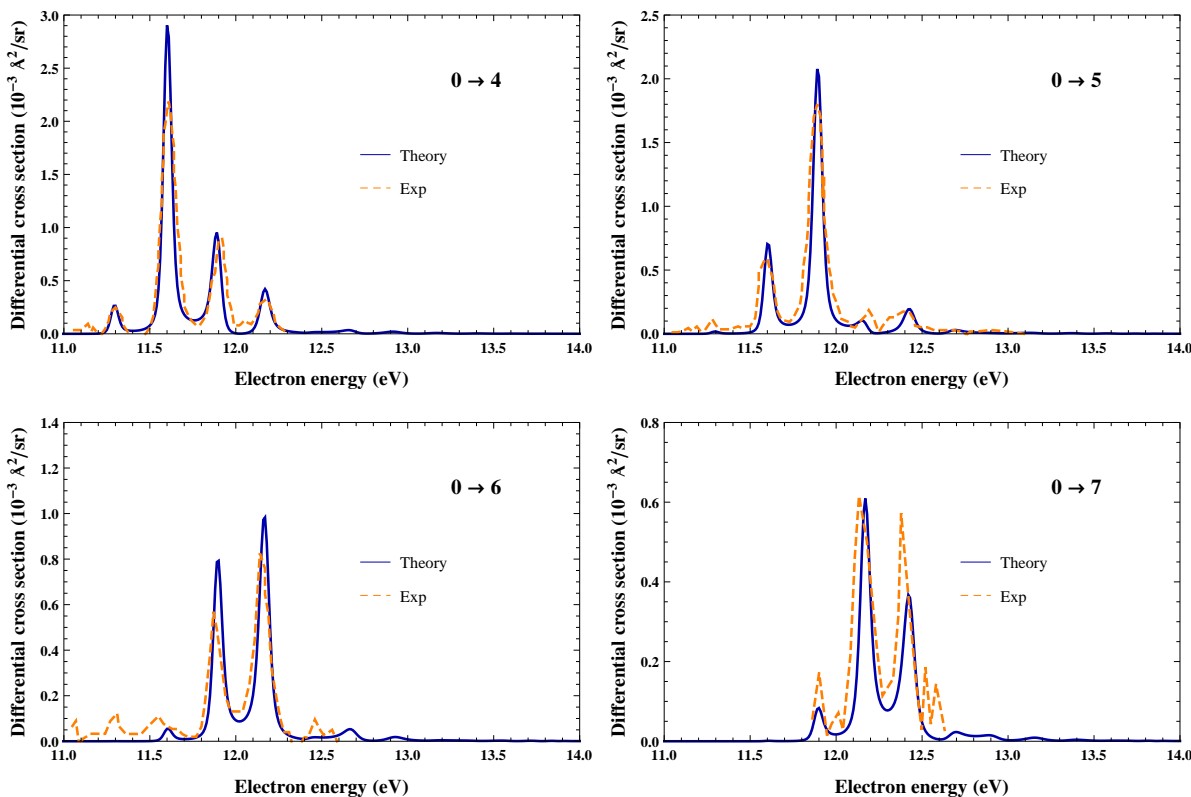 Differential cross section (10⁻³ Å²/sr)
3.0
2.5
2.0
1.5
1.0
0.5
0.0
0 → 4
Theory
Exp
11.0 11.5 12.0 12.5 13.0 13.5 14.0
Electron energy (eV)
Differential cross section (10⁻³ Å²/sr)
2.5
2.0
1.5
1.0
0.5
0.0
0 → 5
Theory
Exp
11.0 11.5 12.0 12.5 13.0 13.5 14.0
Electron energy (eV)
Differential cross section (10⁻³ Å²/sr)
1.4
1.2
1.0
0.8
0.6
0.4
0.2
0.0
0 → 6
Theory
Exp
11.0 11.5 12.0 12.5 13.0 13.5 14.0
Electron energy (eV)
Differential cross section (10⁻³ Å²/sr)
0.8
0.6
0.4
0.2
0.0
0 → 7
Theory
Exp
11.0 11.5 12.0 12.5 13.0 13.5 14.0
Electron energy (eV)